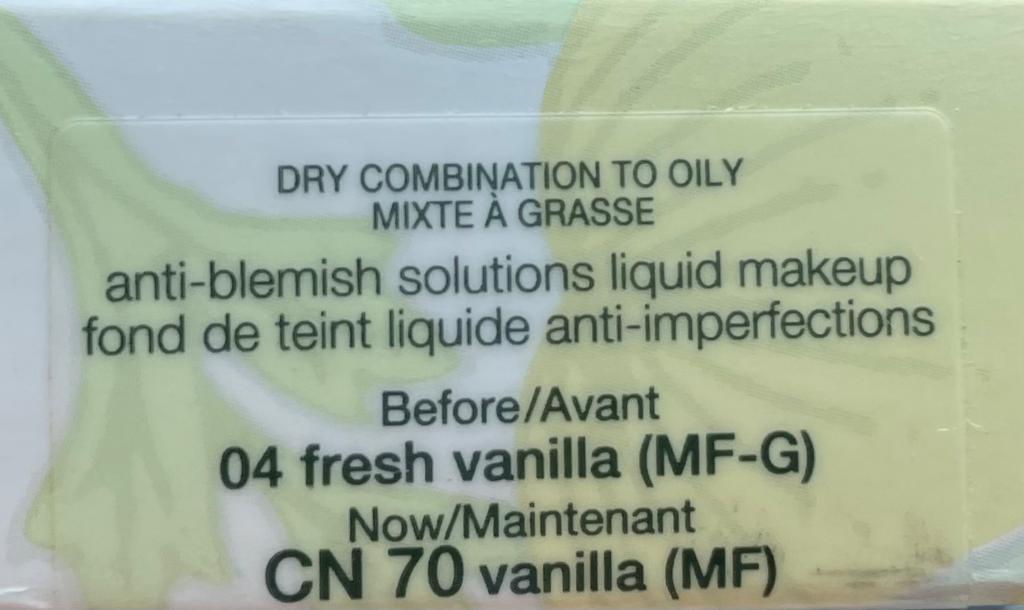 DRY COMBINATION TO OILY
MIXTE À GRASSE
anti-blemish solutions liquid makeup
fond de teint liquide anti-imperfections
Before/Avant
04 fresh vanilla (MF-G)
Now/Maintenant
CN 70 vanilla (MF)